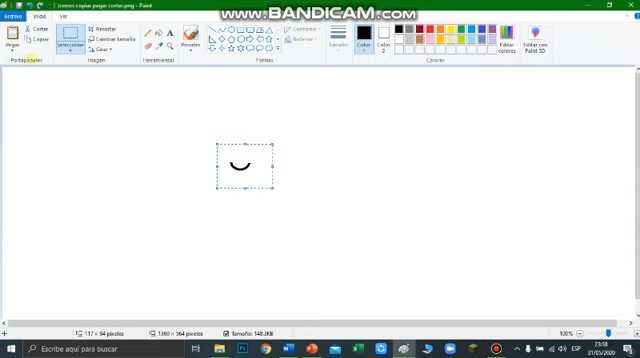 iconos copiar pegar cortar.png - Paint
www.BANDICAM.com
Archivo Inicio Ver
Pegar
Cortar
Copiar
Portapapeles
Seleccionar
Recortar
Cambiar tamaño
Girar
Imagen
A
Herramientas
Pinceles
Contorno
Rellenar
Formas
Tamaño
Color 1
Color 2
Editar colores
Editar con Paint 3D
Colores
117 × 94 píxeles
1360 × 564 píxeles
Tamaño: 148.3KB
100%
Escribe aquí para buscar
ESP
23:38
31/05/2020